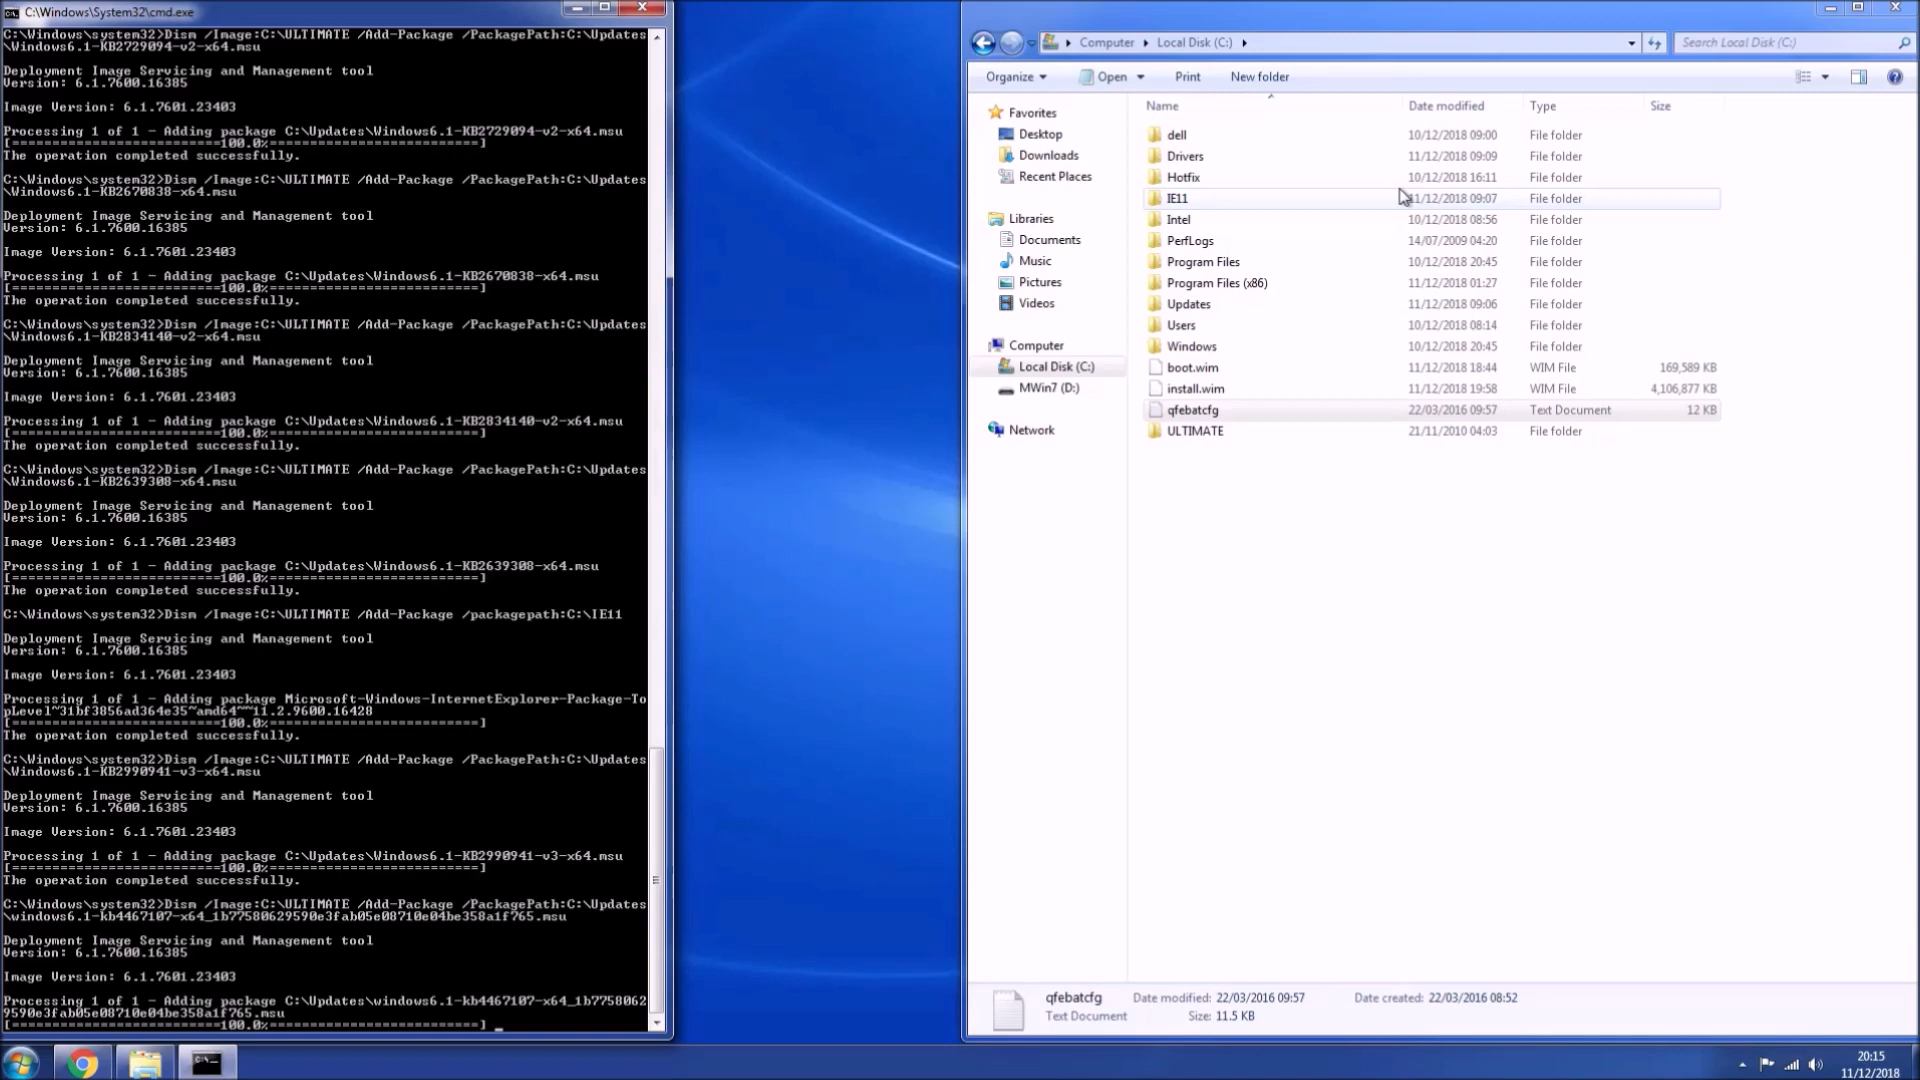 C:\Windows\System32\cmd.exe
C:\Windows\system32>Dism /Image:C:\ULTIMATE /Add-Package /PackagePath:C:\Updates
\Windows6.1-KB2729094-v2-x64.msu
Deployment Image Servicing and Management tool
Version: 6.1.7600.16385
Image Version: 6.1.7601.23403
Processing 1 of 1 - Adding package C:\Updates\Windows6.1-KB2729094-v2-x64.msu
[===========================100.0%==========================]
The operation completed successfully.
C:\Windows\system32>Dism /Image:C:\ULTIMATE /Add-Package /PackagePath:C:\Updates
\Windows6.1-KB2670838-x64.msu
Deployment Image Servicing and Management tool
Version: 6.1.7600.16385
Image Version: 6.1.7601.23403
Processing 1 of 1 - Adding package C:\Updates\Windows6.1-KB2670838-x64.msu
[===========================100.0%==========================]
The operation completed successfully.
C:\Windows\system32>Dism /Image:C:\ULTIMATE /Add-Package /PackagePath:C:\Updates
\Windows6.1-KB2834140-v2-x64.msu
Deployment Image Servicing and Management tool
Version: 6.1.7600.16385
Image Version: 6.1.7601.23403
Processing 1 of 1 - Adding package C:\Updates\Windows6.1-KB2834140-v2-x64.msu
[===========================100.0%==========================]
The operation completed successfully.
C:\Windows\system32>Dism /Image:C:\ULTIMATE /Add-Package /PackagePath:C:\Updates
\Windows6.1-KB2639308-x64.msu
Deployment Image Servicing and Management tool
Version: 6.1.7600.16385
Image Version: 6.1.7601.23403
Processing 1 of 1 - Adding package C:\Updates\Windows6.1-KB2639308-x64.msu
[===========================100.0%==========================]
The operation completed successfully.
C:\Windows\system32>Dism /Image:C:\ULTIMATE /Add-Package /packagepath:C:\IE11
Deployment Image Servicing and Management tool
Version: 6.1.7600.16385
Image Version: 6.1.7601.23403
Processing 1 of 1 - Adding package Microsoft-Windows-InternetExplorer-Package-To
pLevel~31bf3856ad364e35~amd64~~11.2.9600.16428
[===========================100.0%==========================]
The operation completed successfully.
C:\Windows\system32>Dism /Image:C:\ULTIMATE /Add-Package /PackagePath:C:\Updates
\Windows6.1-KB2990941-v3-x64.msu
Deployment Image Servicing and Management tool
Version: 6.1.7600.16385
Image Version: 6.1.7601.23403
Processing 1 of 1 - Adding package C:\Updates\Windows6.1-KB2990941-v3-x64.msu
[===========================100.0%==========================]
The operation completed successfully.
C:\Windows\system32>Dism /Image:C:\ULTIMATE /Add-Package /PackagePath:C:\Updates
\windows6.1-kb4467107-x64_1b77580629590e3fab05e08710e04be358a1f765.msu
Deployment Image Servicing and Management tool
Version: 6.1.7600.16385
Image Version: 6.1.7601.23403
Processing 1 of 1 - Adding package C:\Updates\windows6.1-kb4467107-x64_1b7758062
9590e3fab05e08710e04be358a1f765.msu
[===========================100.0%==========================] _
Computer Local Disk (C:) Search Local Disk (C:)
Organize Open Print New folder
Favorites
Desktop
Downloads
Recent Places
Libraries
Documents
Music
Pictures
Videos
Computer
Local Disk (C:)
MWin7 (D:)
Network
Name Date modified Type Size
dell 10/12/2018 09:00 File folder
Drivers 11/12/2018 09:09 File folder
Hotfix 10/12/2018 16:11 File folder
IE11 11/12/2018 09:07 File folder
Intel 10/12/2018 08:56 File folder
PerfLogs 14/07/2009 04:20 File folder
Program Files 10/12/2018 20:45 File folder
Program Files (x86) 11/12/2018 01:27 File folder
Updates 11/12/2018 09:06 File folder
Users 10/12/2018 08:14 File folder
Windows 10/12/2018 20:45 File folder
boot.wim 11/12/2018 18:44 WIM File 169,589 KB
install.wim 11/12/2018 19:58 WIM File 4,106,877 KB
qfebatcfg 22/03/2016 09:57 Text Document 12 KB
ULTIMATE 21/11/2010 04:03 File folder
qfebatcfg Date modified: 22/03/2016 09:57 Date created: 22/03/2016 08:52
Text Document Size: 11.5 KB
20:15
11/12/2018